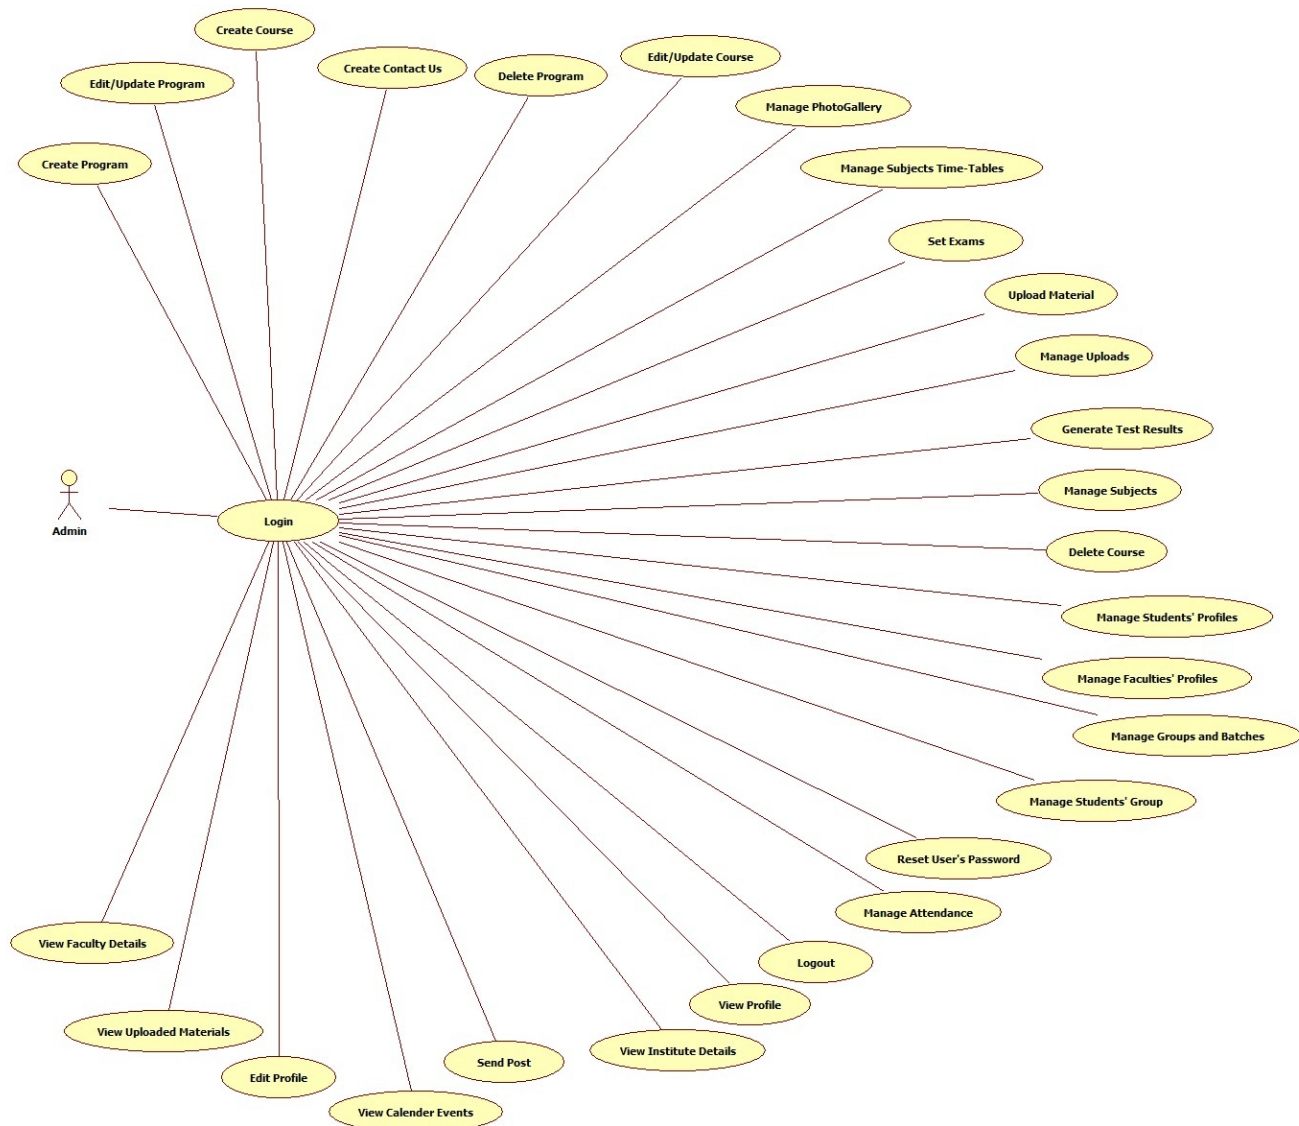 Create Course
Create Contact Us
Delete Program
Edit/Update Course
Edit/Update Program
Manage PhotoGallery
Create Program
Manage Subjects Time-Tables
Set Exams
Upload Material
Manage Uploads
Generate Test Results
Manage Subjects
Admin
Login
Delete Course
Manage Students' Profiles
Manage Faculties' Profiles
Manage Groups and Batches
Manage Students' Group
Reset User's Password
Manage Attendance
View Faculty Details
Logout
View Profile
View Uploaded Materials
View Institute Details
Send Post
Edit Profile
View Calender Events